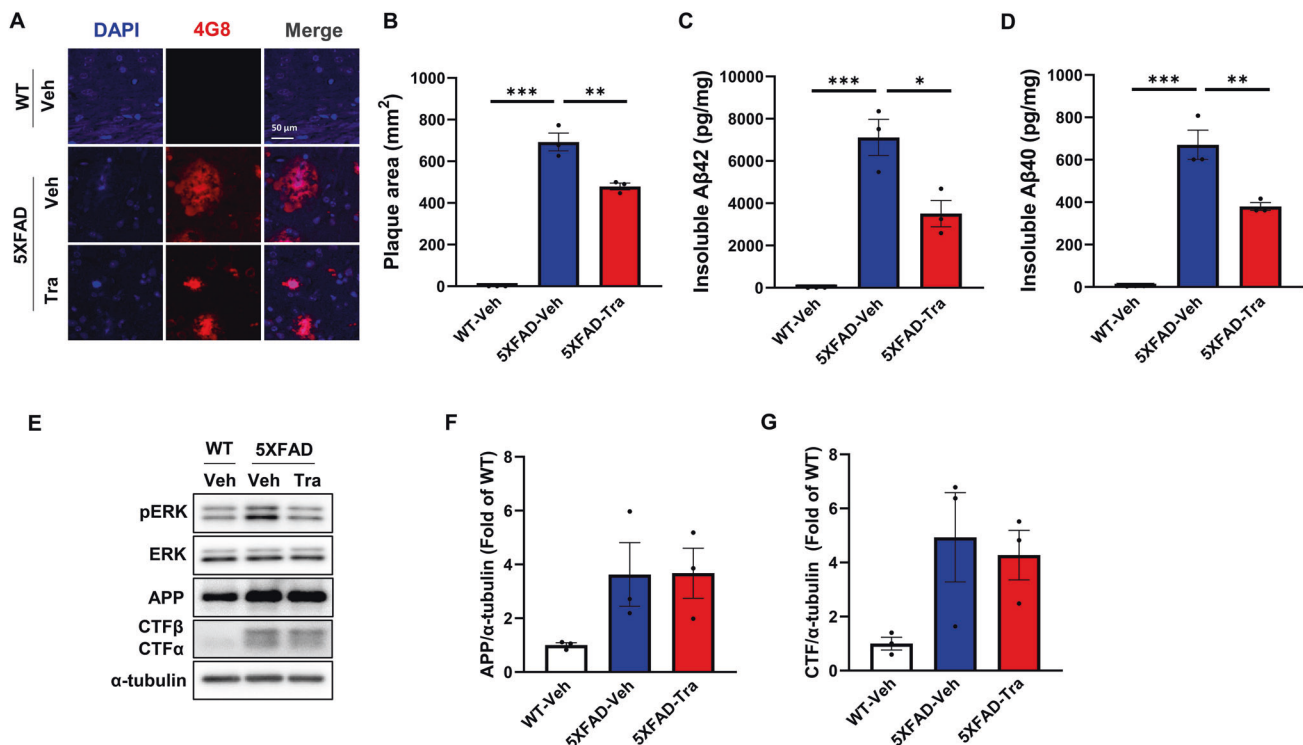 A
DAPI 4G8 Merge
WT
Veh
50 µm
5XFAD
Veh
Tra
B
Plaque area (mm²)
1000
800
600
400
200
0
*** **
WT-Veh
5XFAD-Veh
5XFAD-Tra
C
Insoluble Aβ42 (pg/mg)
10000
8000
6000
4000
2000
0
*** *
WT-Veh
5XFAD-Veh
5XFAD-Tra
D
Insoluble Aβ40 (pg/mg)
1000
800
600
400
200
0
*** **
WT-Veh
5XFAD-Veh
5XFAD-Tra
E
WT 5XFAD
Veh Veh Tra
pERK
ERK
APP
CTFβ
CTFα
α-tubulin
F
APP/α-tubulin (Fold of WT)
8
6
4
2
0
WT-Veh
5XFAD-Veh
5XFAD-Tra
G
CTF/α-tubulin (Fold of WT)
8
6
4
2
0
WT-Veh
5XFAD-Veh
5XFAD-Tra